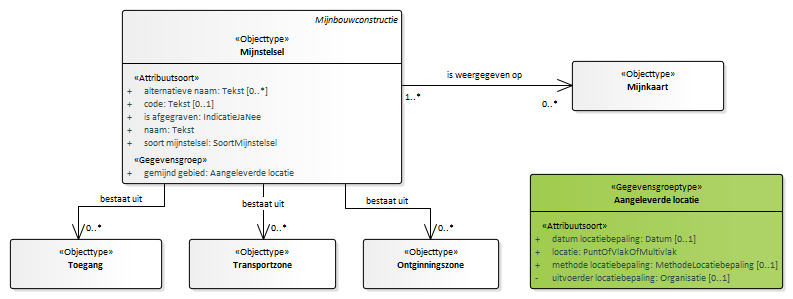 Mijnbouwconstructie
«Objecttype»
Mijnstelsel
«Attribuutsoort»
+ alternatieve naam: Tekst [0..*]
+ code: Tekst [0..1]
+ is afgegraven: IndicatieJaNee
+ naam: Tekst
+ soort mijnstelsel: SoortMijnstelsel
«Gegevensgroep»
+ gemijnd gebied: Aangeleverde locatie
is weergegeven op
1..*
0..*
«Objecttype»
Mijnkaart
bestaat uit
0..*
bestaat uit
0..*
bestaat uit
0..*
«Objecttype»
Toegang
«Objecttype»
Transportzone
«Objecttype»
Ontginningszone
«Gegevensgroeptype»
Aangeleverde locatie
«Attribuutsoort»
+ datum locatiebepaling: Datum [0..1]
+ locatie: PuntOfVlakOfMultivlak
+ methode locatiebepaling: MethodeLocatiebepaling [0..1]
- uitvoerder locatiebepaling: Organisatie [0..1]